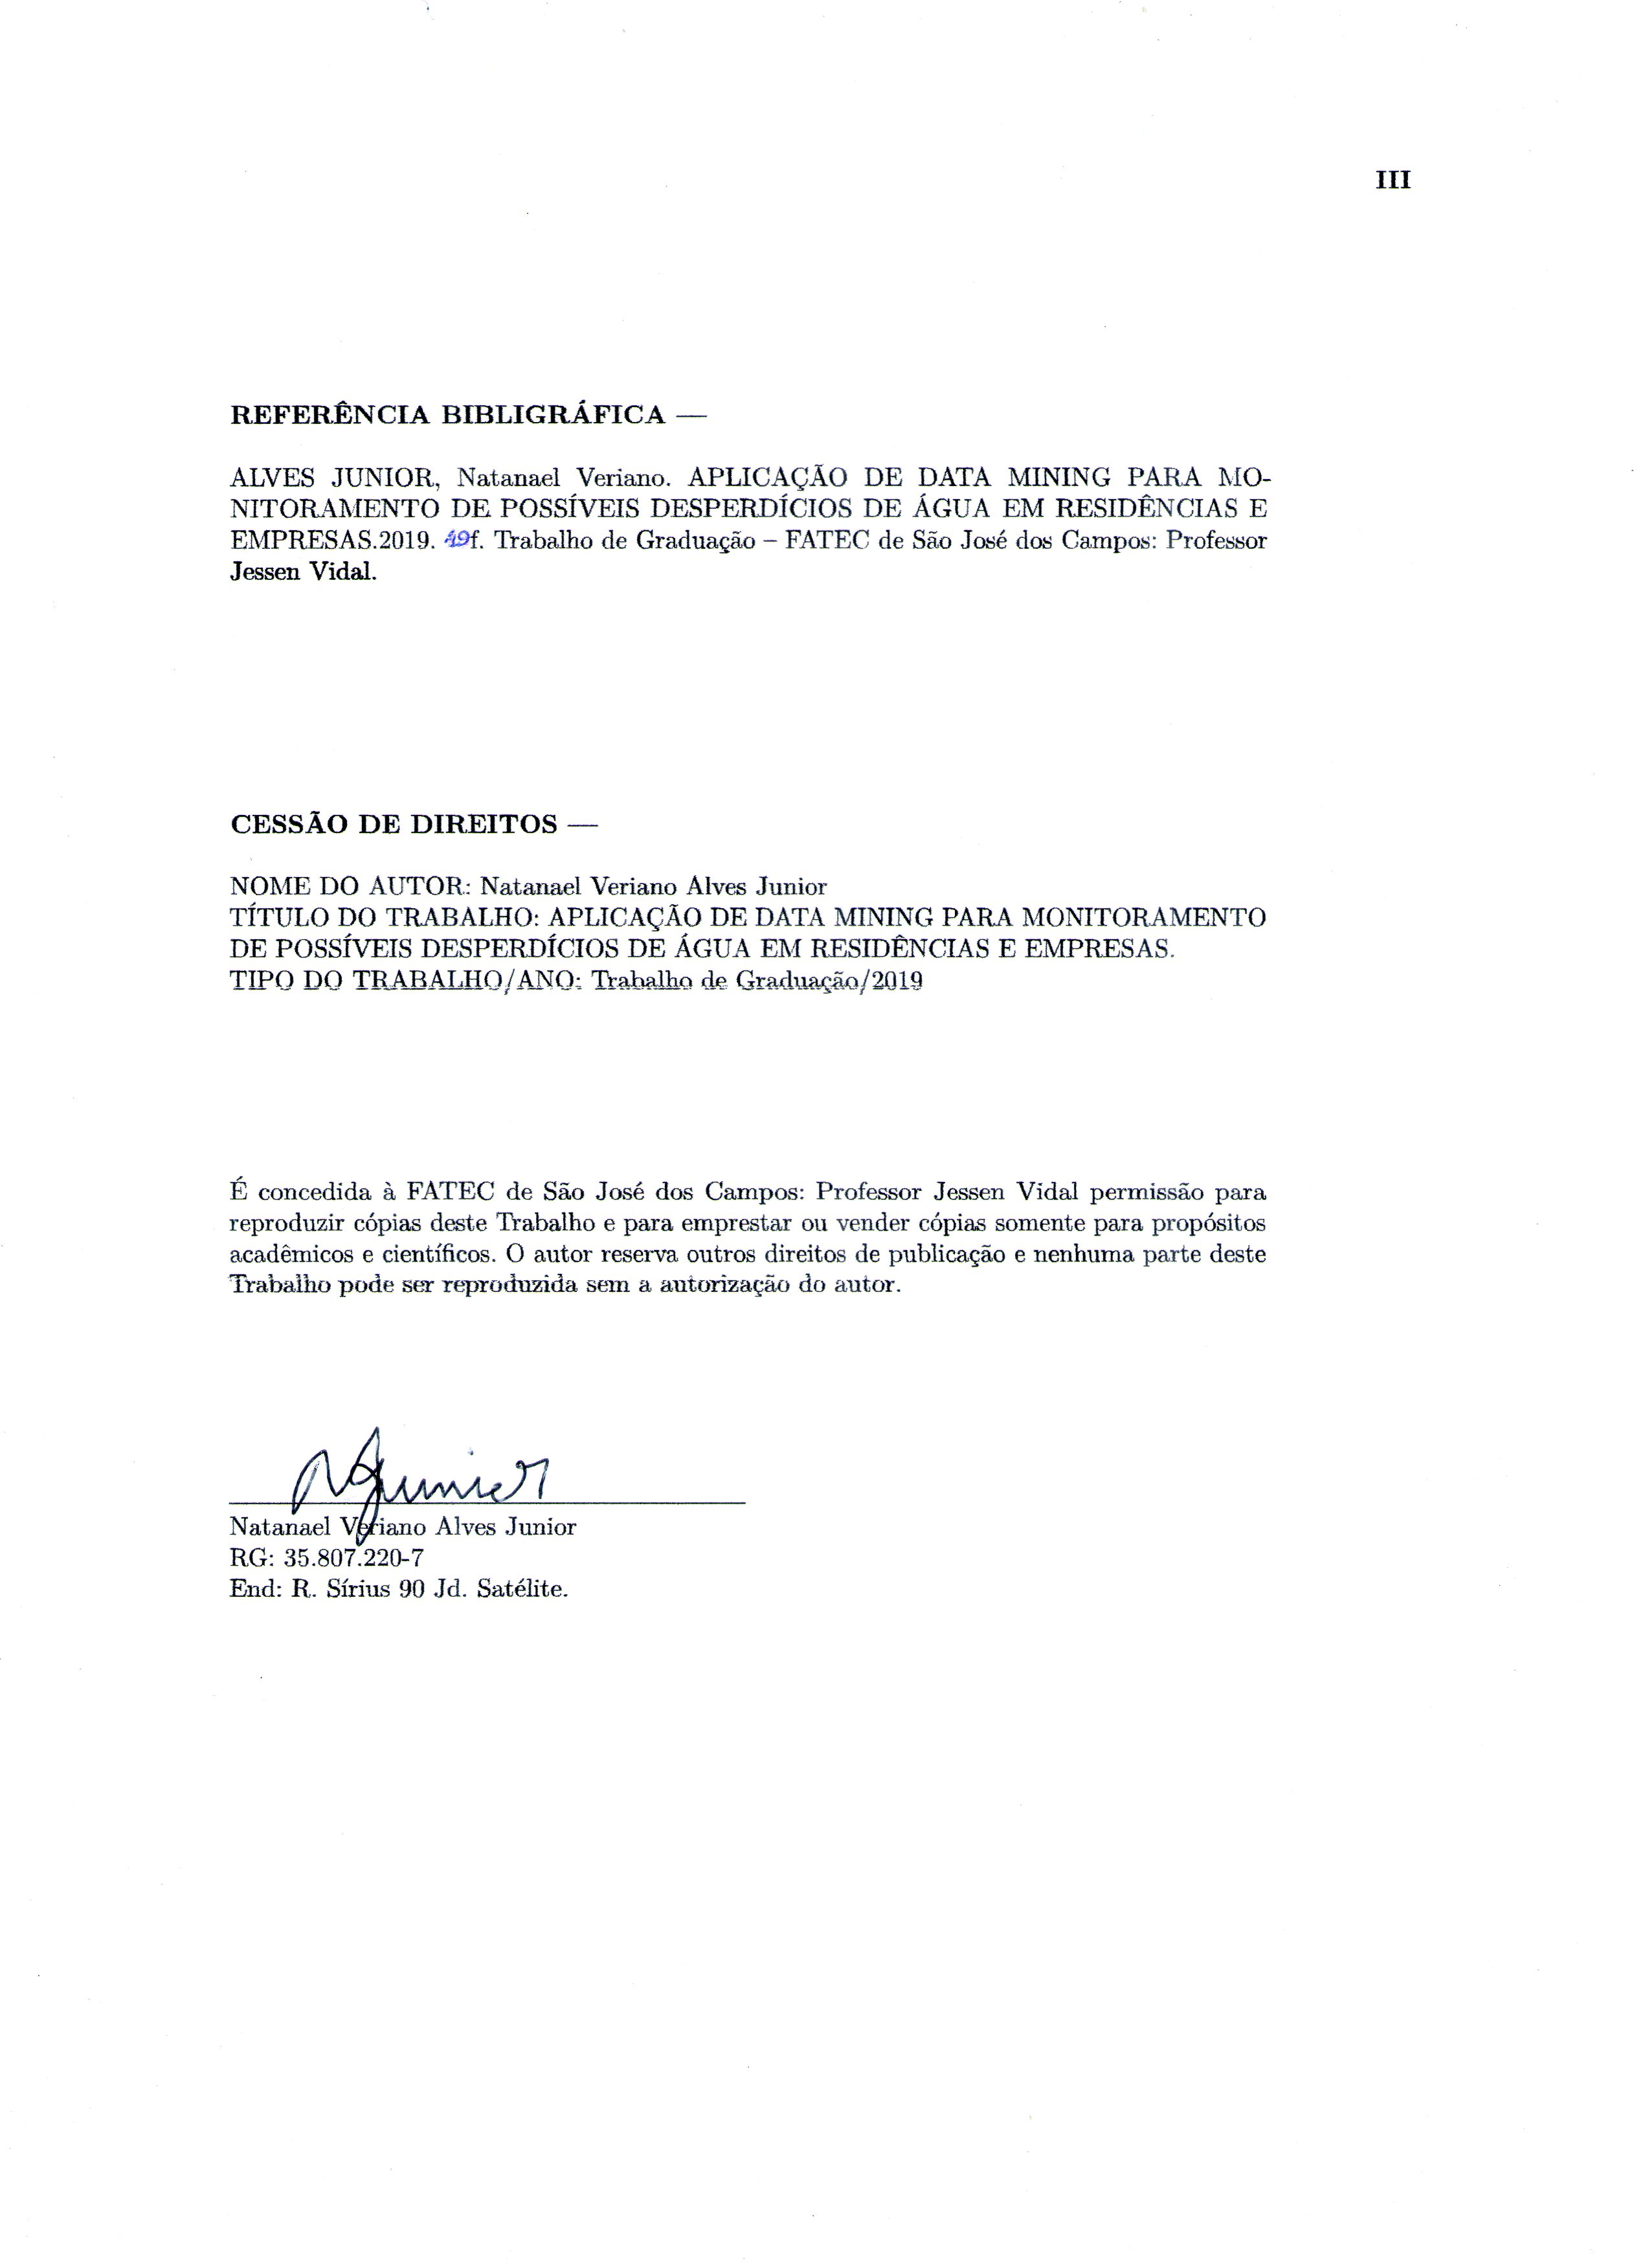 III
REFERÊNCIA BIBLIGRÁFICA —
ALVES JUNIOR, Natanael Veriano. APLICAÇÃO DE DATA MINING PARA MO-
NITORAMENTO DE POSSÍVEIS DESPERDÍCIOS DE ÁGUA EM RESIDÊNCIAS E
EMPRESAS.2019. 49f. Trabalho de Graduação – FATEC de São José dos Campos: Professor
Jessen Vidal.
CESSÃO DE DIREITOS —
NOME DO AUTOR: Natanael Veriano Alves Junior
TÍTULO DO TRABALHO: APLICAÇÃO DE DATA MINING PARA MONITORAMENTO
DE POSSÍVEIS DESPERDÍCIOS DE ÁGUA EM RESIDÊNCIAS E EMPRESAS.
TIPO DO TRABALHO/ANO: Trabalho de Graduação/2019
É concedida à FATEC de São José dos Campos: Professor Jessen Vidal permissão para
reproduzir cópias deste Trabalho e para emprestar ou vender cópias somente para propósitos
acadêmicos e científicos. O autor reserva outros direitos de publicação e nenhuma parte deste
Trabalho pode ser reproduzida sem a autorização do autor.
Natanael Veriano Alves Junior
RG: 35.807.220-7
End: R. Sírius 90 Jd. Satélite.